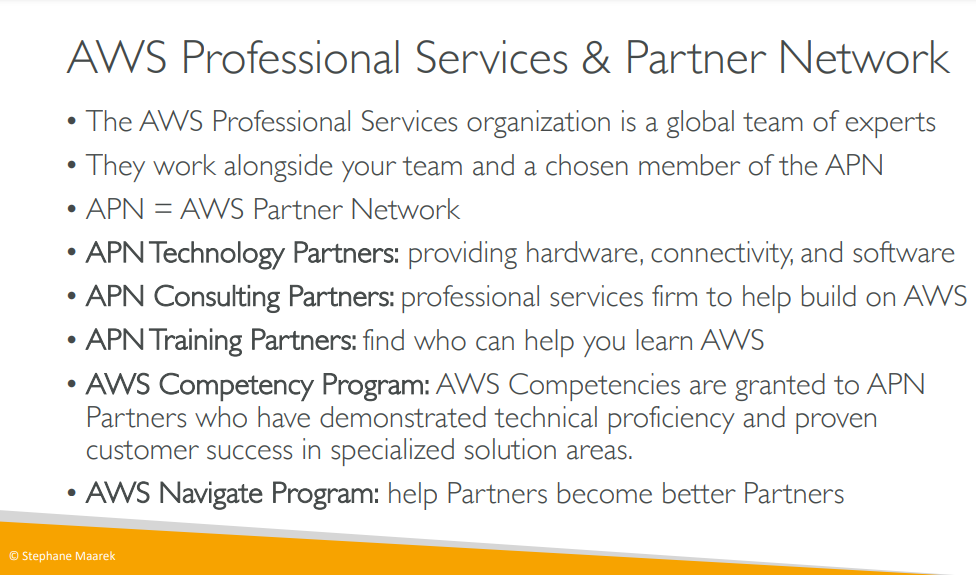 AWS Professional Services & Partner Network
• The AWS Professional Services organization is a global team of experts
• They work alongside your team and a chosen member of the APN
• APN = AWS Partner Network
• APN Technology Partners: providing hardware, connectivity, and software
• APN Consulting Partners: professional services firm to help build on AWS
• APN Training Partners: find who can help you learn AWS
• AWS Competency Program: AWS Competencies are granted to APN
Partners who have demonstrated technical proficiency and proven
customer success in specialized solution areas.
• AWS Navigate Program: help Partners become better Partners
© Stephane Maarek